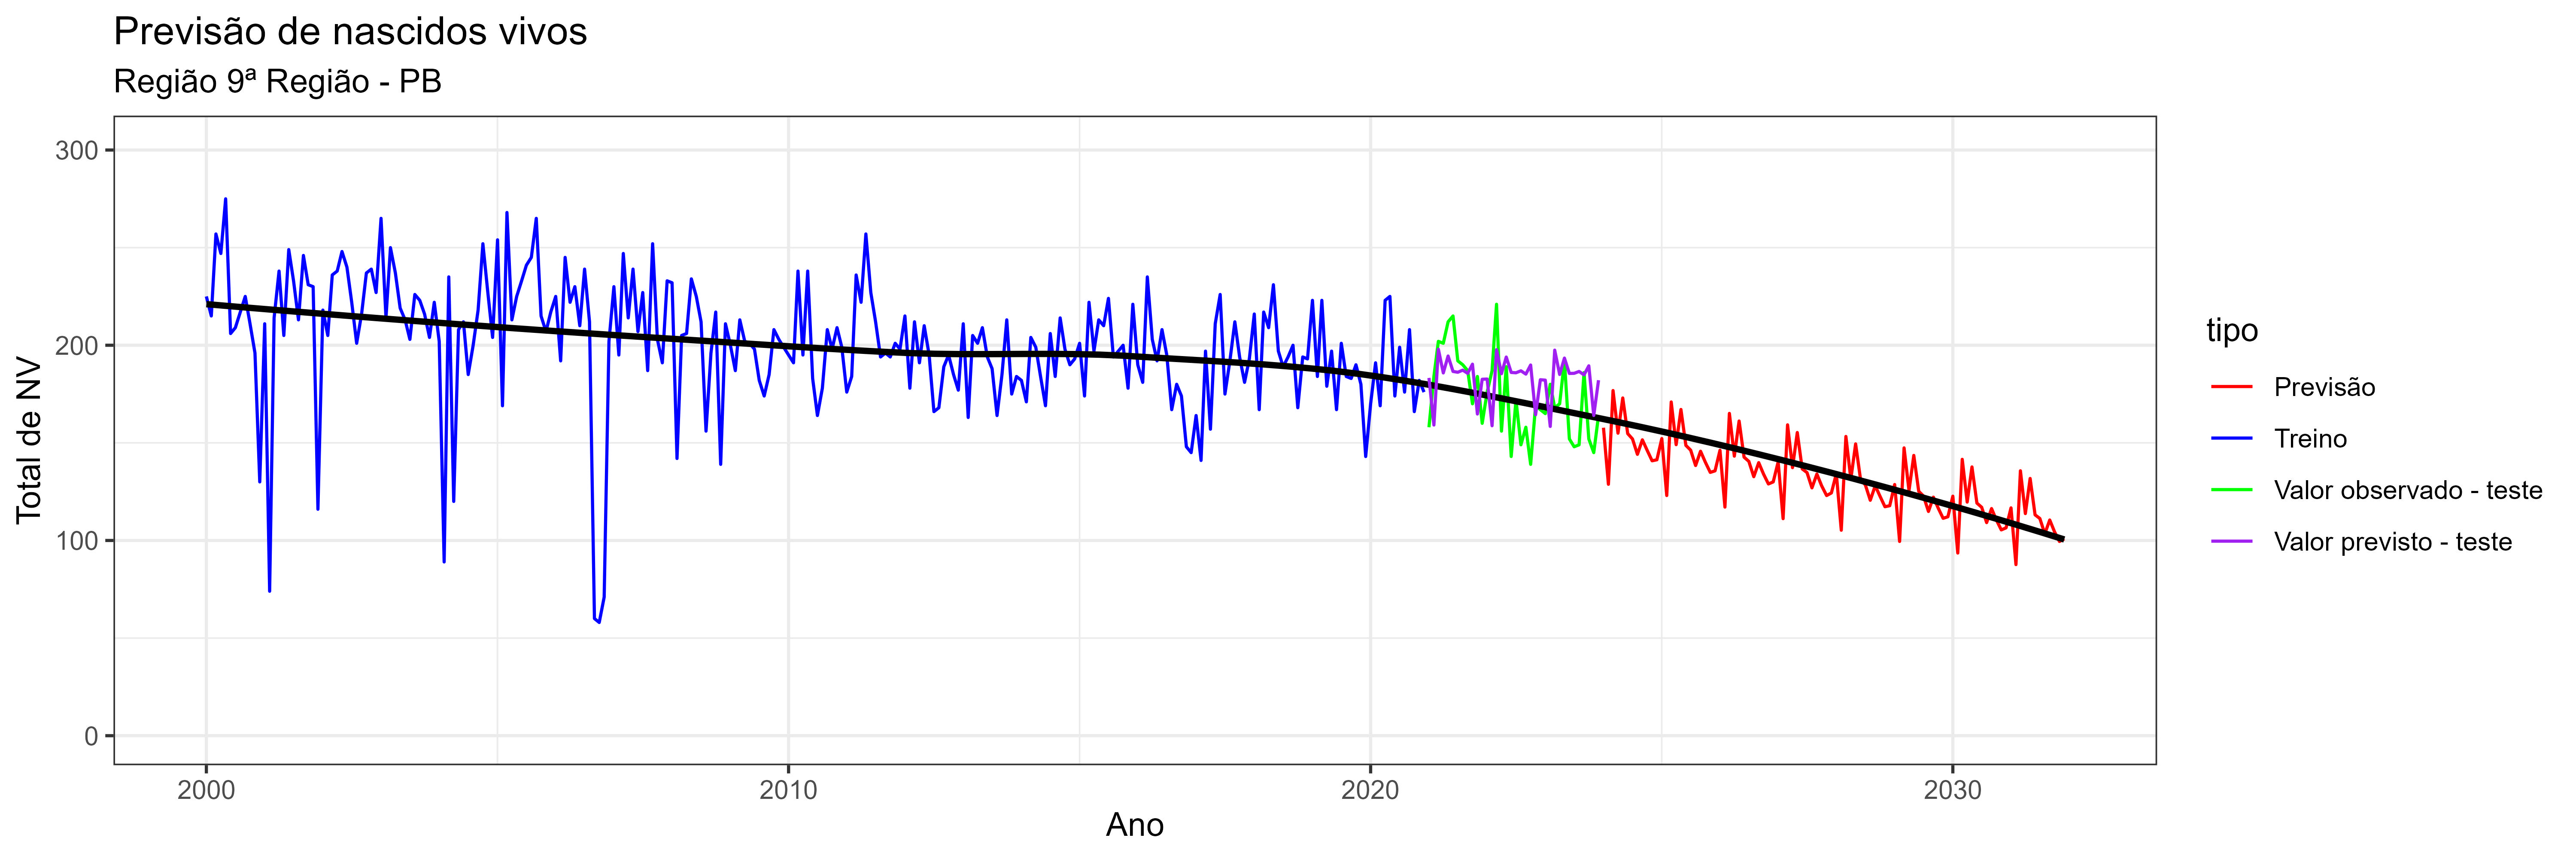 Previsão de nascidos vivos
Região 9ª Região - PB
Total de NV
300
200
100
0
2000
2010
2020
2030
Ano
tipo
Previsão
Treino
Valor observado - teste
Valor previsto - teste